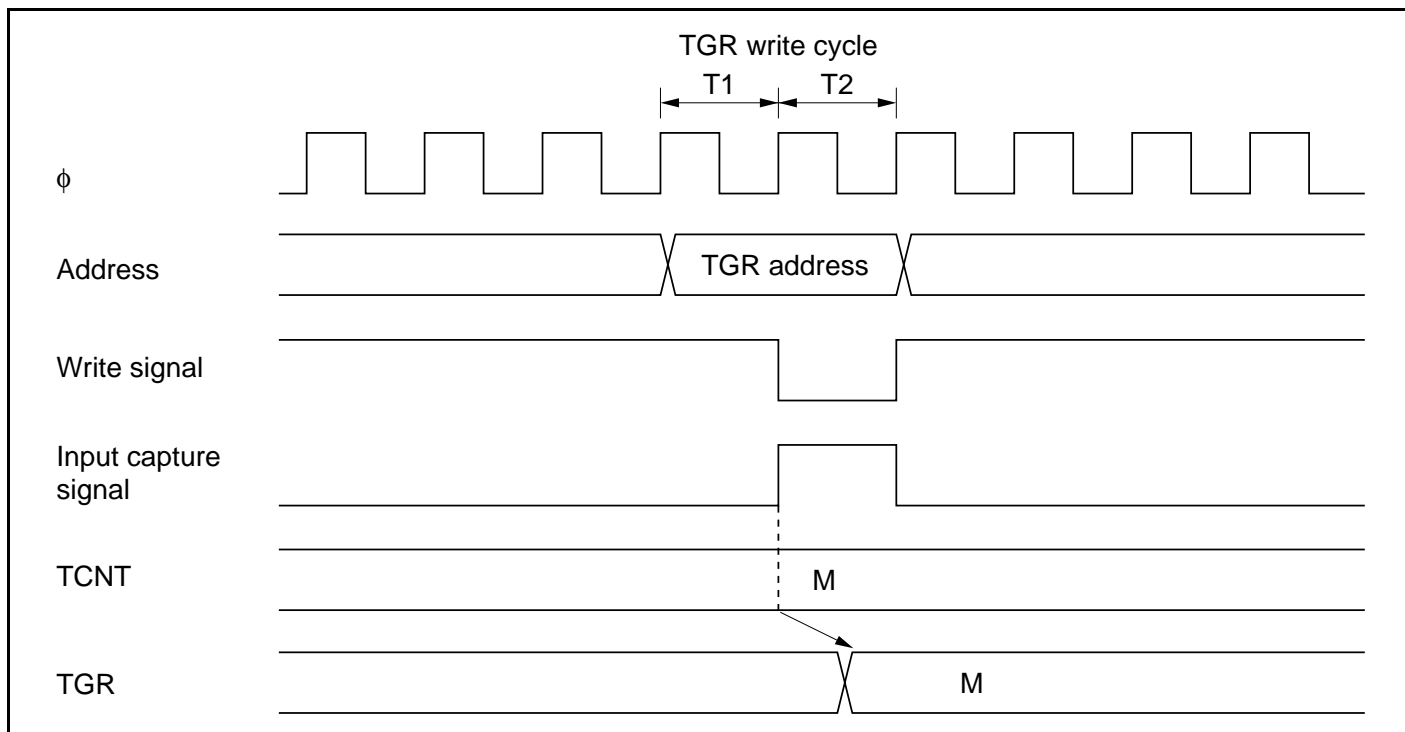 TGR write cycle
T1 T2
ϕ
Address
TGR address
Write signal
Input capture
signal
TCNT
M
TGR
M